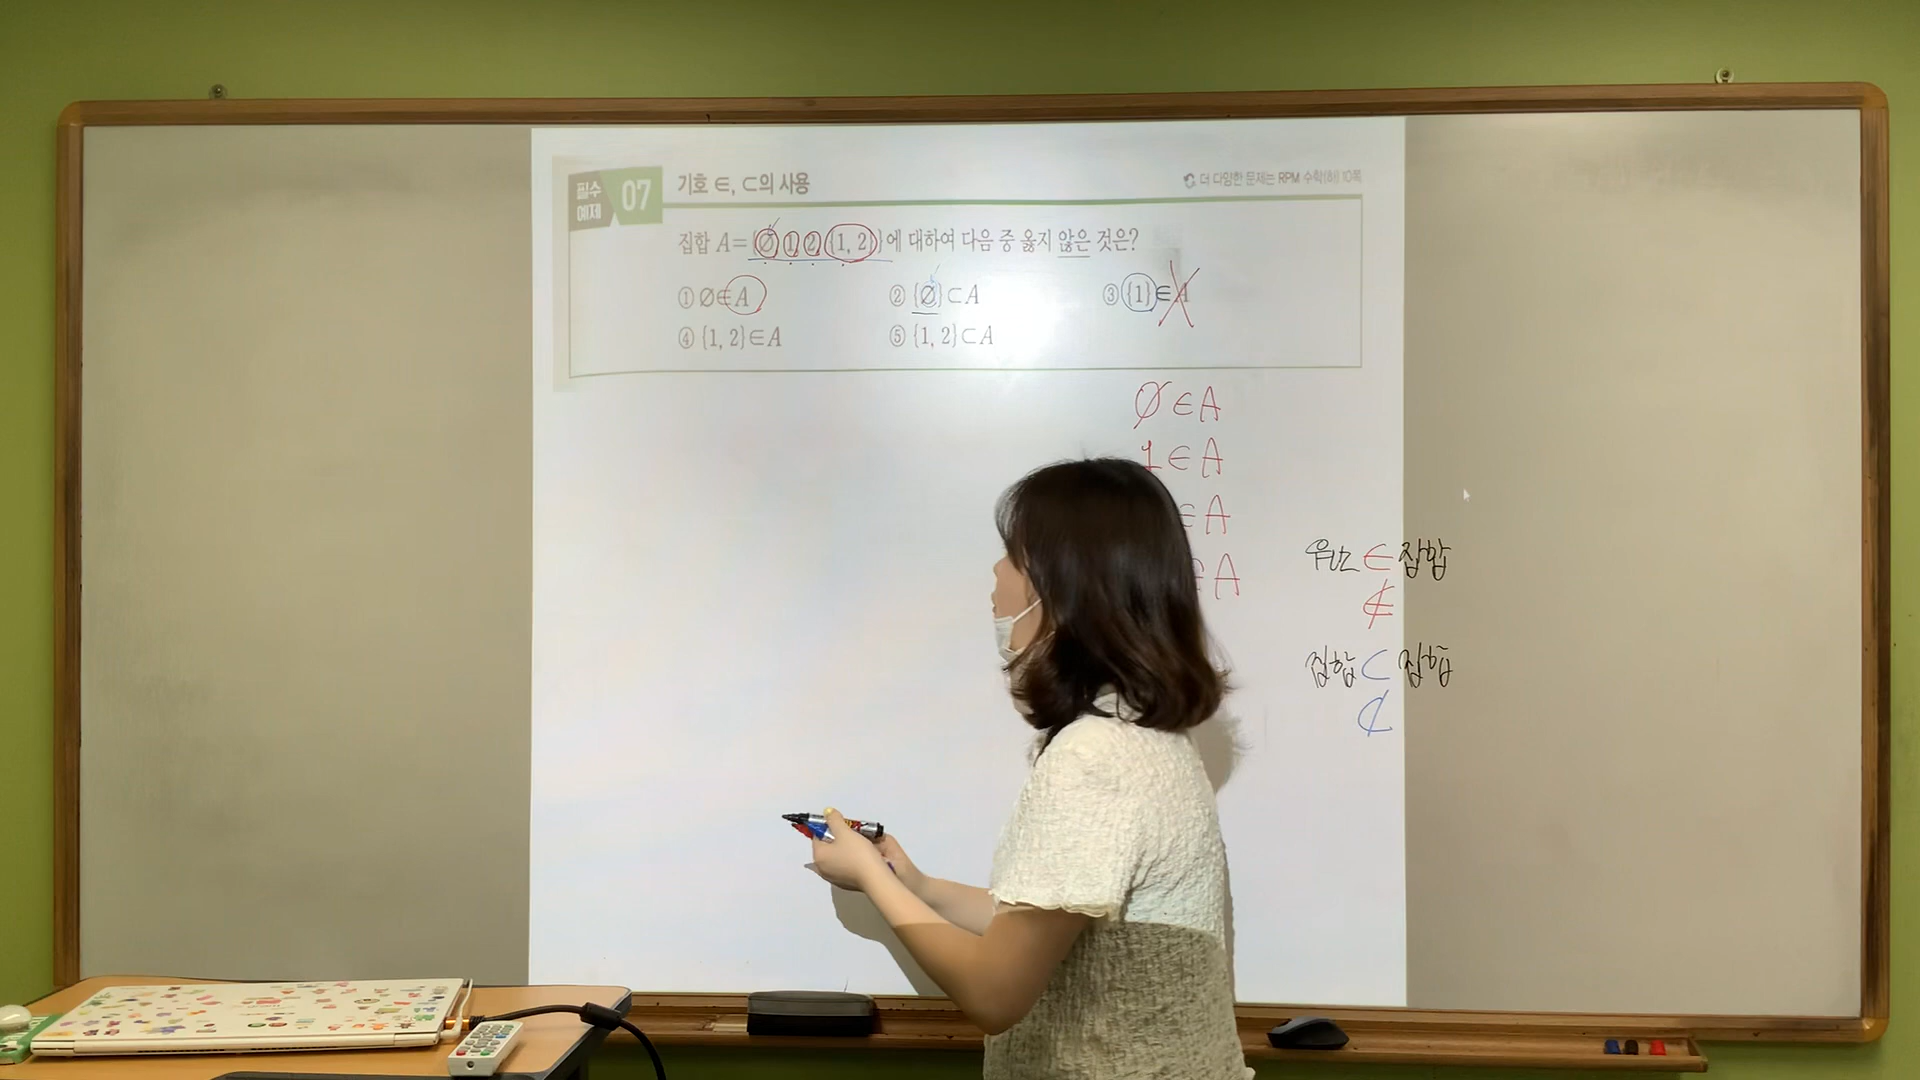 필수 예제 07 기호 ∈, ⊂의 사용
더 다양한 문제는 RPM 수학(하) 10쪽
집합 A={∅, 1, 2, {1, 2}}에 대하여 다음 중 옳지 않은 것은?
① ∅∈A ② {∅}⊂A ③ {1}∈A
④ {1, 2}∈A ⑤ {1, 2}⊂A
∅∈A
1∈A
∈A
∈A
원소 ∈ 집합
∉
집합 ⊂ 집합
⊄